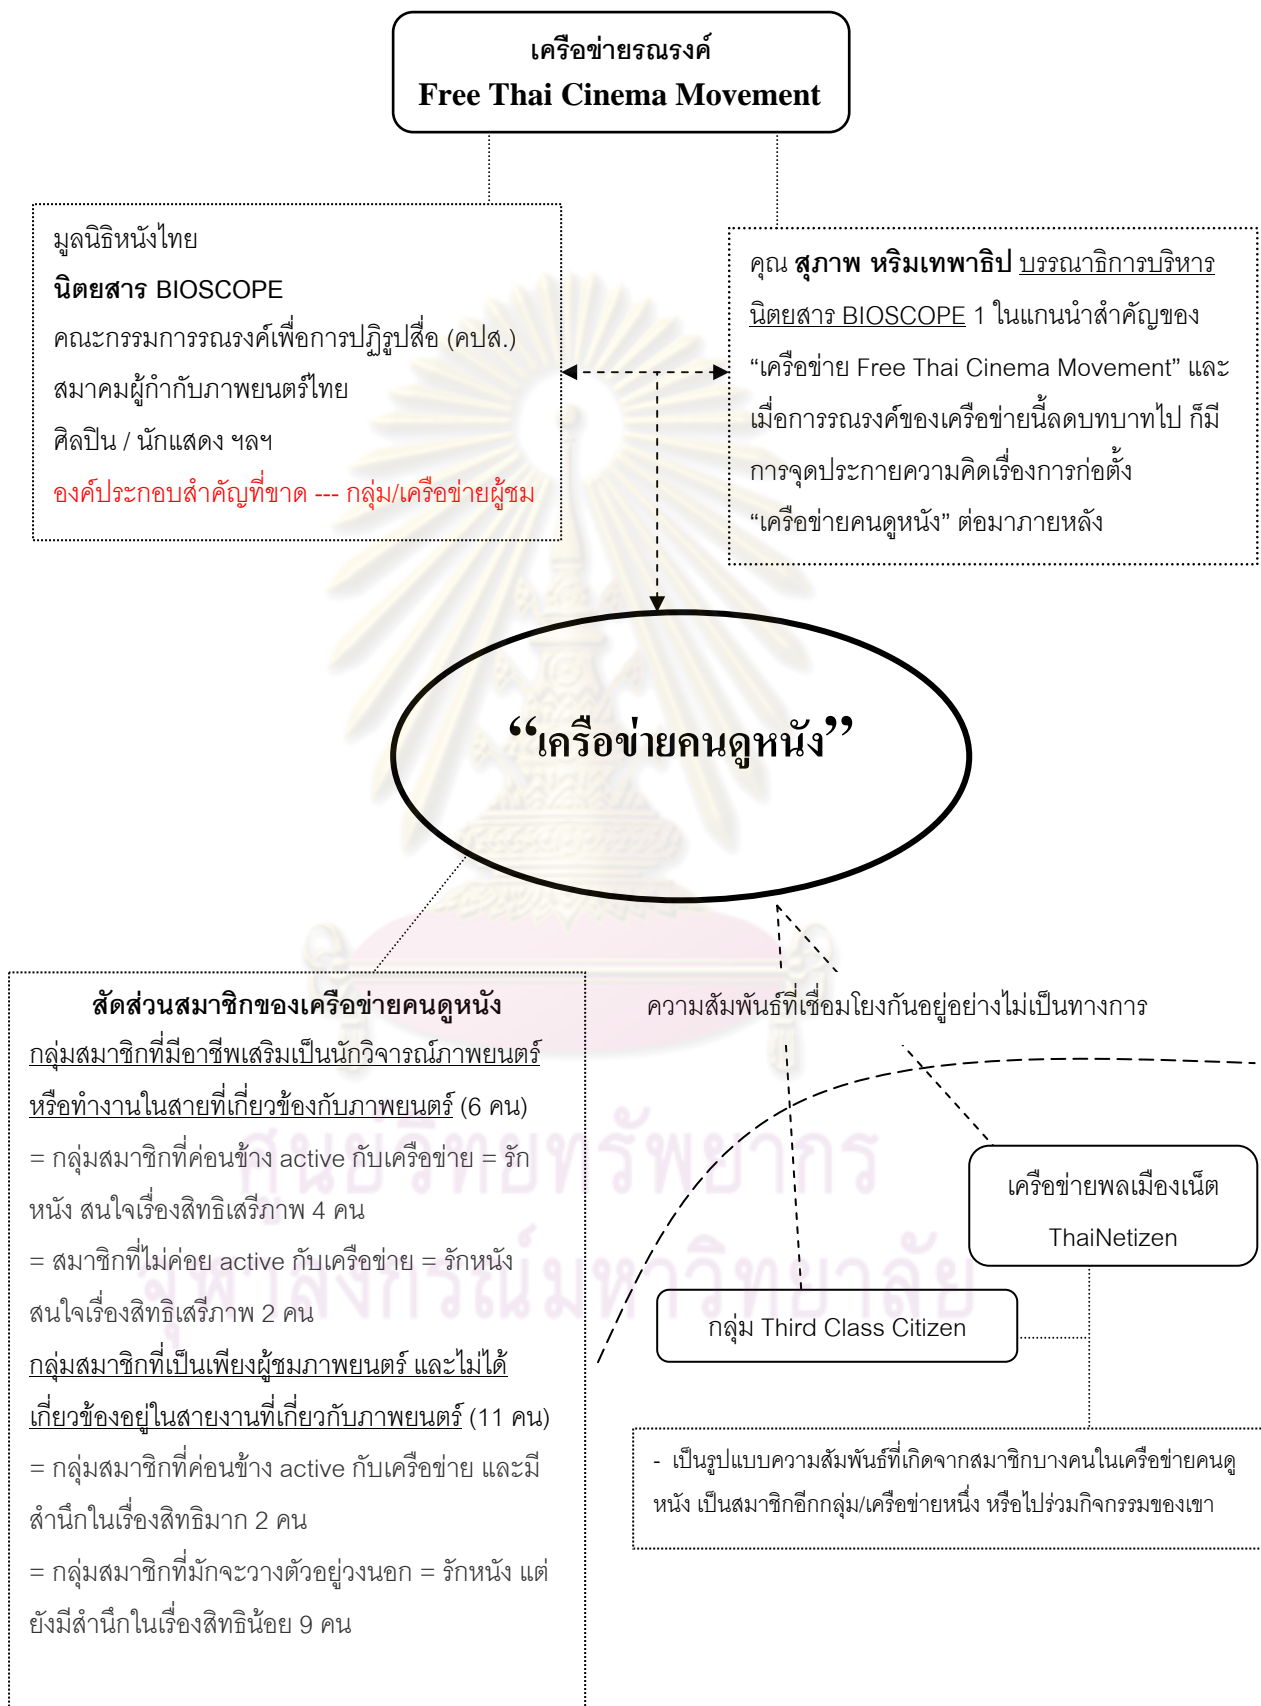 เครือข่ายรณรงค์
Free Thai Cinema Movement
มูลนิธิหนังไทย
นิตยสาร BIOSCOPE
คณะกรรมการรณรงค์เพื่อการปฏิรูปสื่อ (คปส.)
สมาคมผู้กำกับภาพยนตร์ไทย
ศิลปิน / นักแสดง ฯลฯ
องค์ประกอบสำคัญที่ขาด --- กลุ่ม/เครือข่ายผู้ชม
คุณ สุภาพ หริมเทพาธิป บรรณาธิการบริหาร
นิตยสาร BIOSCOPE 1 ในแกนนำสำคัญของ
“เครือข่าย Free Thai Cinema Movement” และ
เมื่อการรณรงค์ของเครือข่ายนี้ลดบทบาทไป ก็มี
การจุดประกายความคิดเรื่องการก่อตั้ง
“เครือข่ายคนดูหนัง” ต่อมาภายหลัง
“เครือข่ายคนดูหนัง”
สัดส่วนสมาชิกของเครือข่ายคนดูหนัง
กลุ่มสมาชิกที่มีอาชีพเสริมเป็นนักวิจารณ์ภาพยนตร์
หรือทำงานในสายที่เกี่ยวข้องกับภาพยนตร์ (6 คน)
= กลุ่มสมาชิกที่ค่อนข้าง active กับเครือข่าย = รัก
หนัง สนใจเรื่องสิทธิเสรีภาพ 4 คน
= สมาชิกที่ไม่ค่อย active กับเครือข่าย = รักหนัง
สนใจเรื่องสิทธิเสรีภาพ 2 คน
กลุ่มสมาชิกที่เป็นเพียงผู้ชมภาพยนตร์ และไม่ได้
เกี่ยวข้องอยู่ในสายงานที่เกี่ยวกับภาพยนตร์ (11 คน)
= กลุ่มสมาชิกที่ค่อนข้าง active กับเครือข่าย และมี
สำนึกในเรื่องสิทธิมาก 2 คน
= กลุ่มสมาชิกที่มักจะวางตัวอยู่วงนอก = รักหนัง แต่
ยังมีสำนึกในเรื่องสิทธิน้อย 9 คน
ความสัมพันธ์ที่เชื่อมโยงกันอยู่อย่างไม่เป็นทางการ
เครือข่ายพลเมืองเน็ต
ThaiNetizen
กลุ่ม Third Class Citizen
- เป็นรูปแบบความสัมพันธ์ที่เกิดจากสมาชิกบางคนในเครือข่ายคนดู
หนัง เป็นสมาชิกอีกกลุ่ม/เครือข่ายหนึ่ง หรือไปร่วมกิจกรรมของเขา
ศูนย์วิทยทรัพยากร
จุฬาลงกรณ์มหาวิทยาลัย